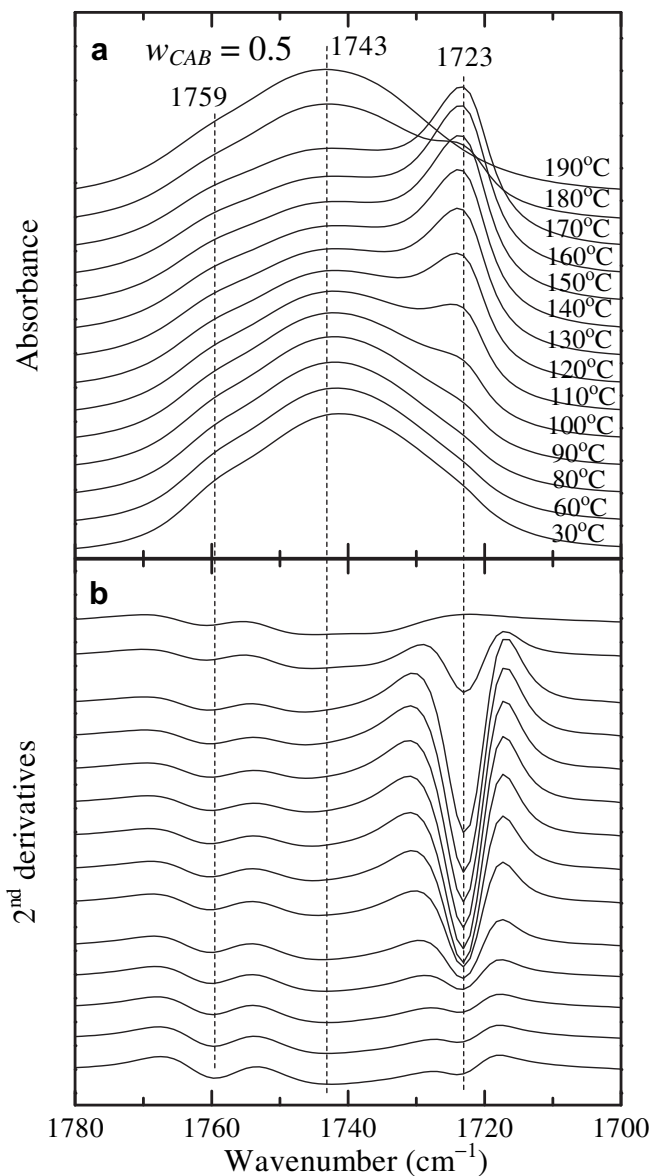 a
w_CAB = 0.5
1743
1723
1759
190°C
180°C
170°C
160°C
150°C
140°C
130°C
120°C
110°C
100°C
90°C
80°C
60°C
30°C
Absorbance
b
2nd derivatives
1780 1760 1740 1720 1700
Wavenumber (cm⁻¹)